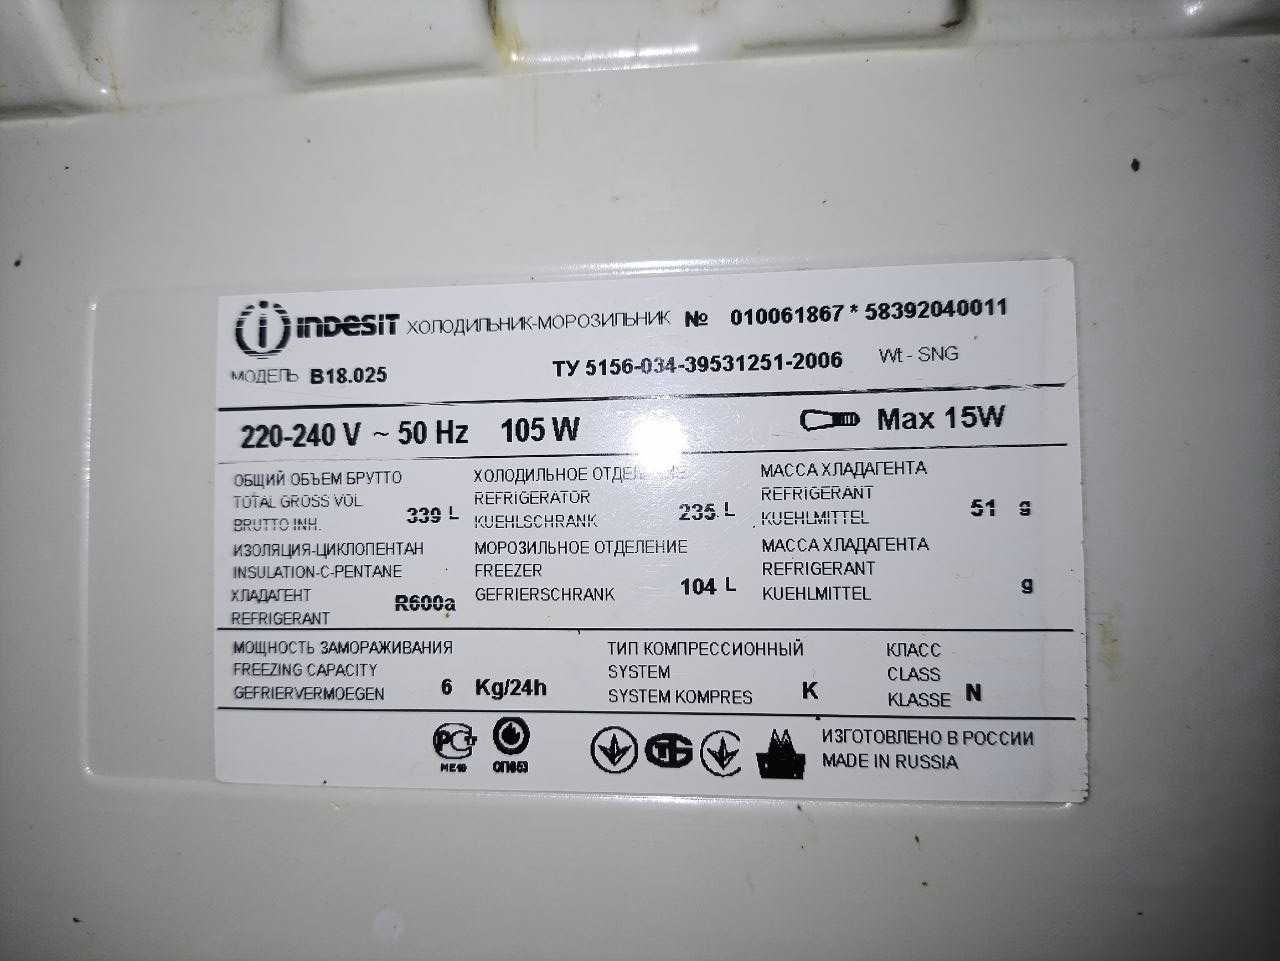 INDESIT ХОЛОДИЛЬНИК-МОРОЗИЛЬНИК № 010061867 * 58392040011
МОДЕЛЬ B18.025 ТУ 5156-034-39531251-2006 Wt - SNG
220-240 V ~ 50 Hz 105 W Max 15W
ОБЩИЙ ОБЪЕМ БРУТТО
TOTAL GROSS VOL
BRUTTO INH. 339 L
ХОЛОДИЛЬНОЕ ОТДЕЛЕНИЕ
REFRIGERATOR
KUEHLSCHRANK 235 L
МАССА ХЛАДАГЕНТА
REFRIGERANT
KUEHLMITTEL 51 g
ИЗОЛЯЦИЯ-ЦИКЛОПЕНТАН
INSULATION-C-PENTANE
ХЛАДАГЕНТ
REFRIGERANT R600a
МОРОЗИЛЬНОЕ ОТДЕЛЕНИЕ
FREEZER
GEFRIERSCHRANK 104 L
МАССА ХЛАДАГЕНТА
REFRIGERANT
KUEHLMITTEL g
МОЩНОСТЬ ЗАМОРАЖИВАНИЯ
FREEZING CAPACITY
GEFRIERVERMOEGEN 6 Kg/24h
ТИП КОМПРЕССИОННЫЙ
SYSTEM
SYSTEM KOMPRES K
КЛАСС
CLASS
KLASSE N
ME10
ИЗГОТОВЛЕНО В РОССИИ
MADE IN RUSSIA